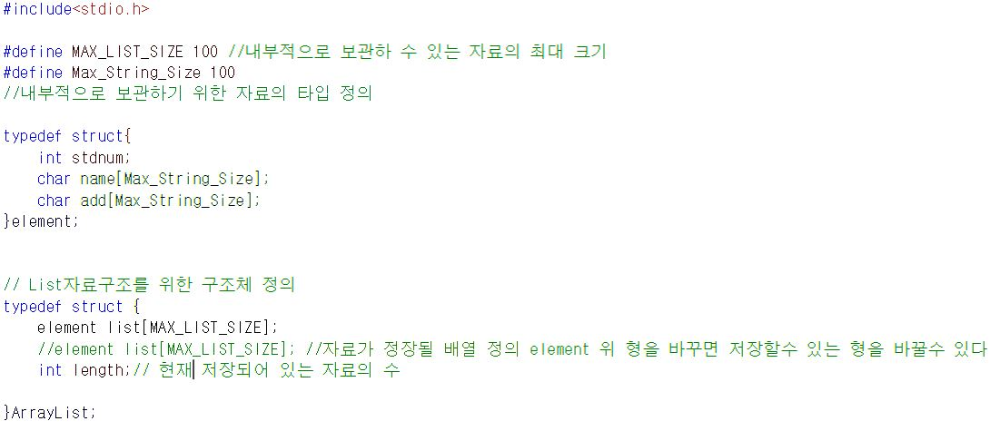 #include<stdio.h>
#define MAX_LIST_SIZE 100 //내부적으로 보관하 수 있는 자료의 최대 크기
#define Max_String_Size 100
//내부적으로 보관하기 위한 자료의 타입 정의
typedef struct{
int stdnum;
char name[Max_String_Size];
char add[Max_String_Size];
}element;
// List자료구조를 위한 구조체 정의
typedef struct {
element list[MAX_LIST_SIZE];
//element list[MAX_LIST_SIZE]; //자료가 정장될 배열 정의 element 위 형을 바꾸면 저장할수 있는 형을 바꿀수 있다
int length;// 현재 저장되어 있는 자료의 수
}ArrayList;